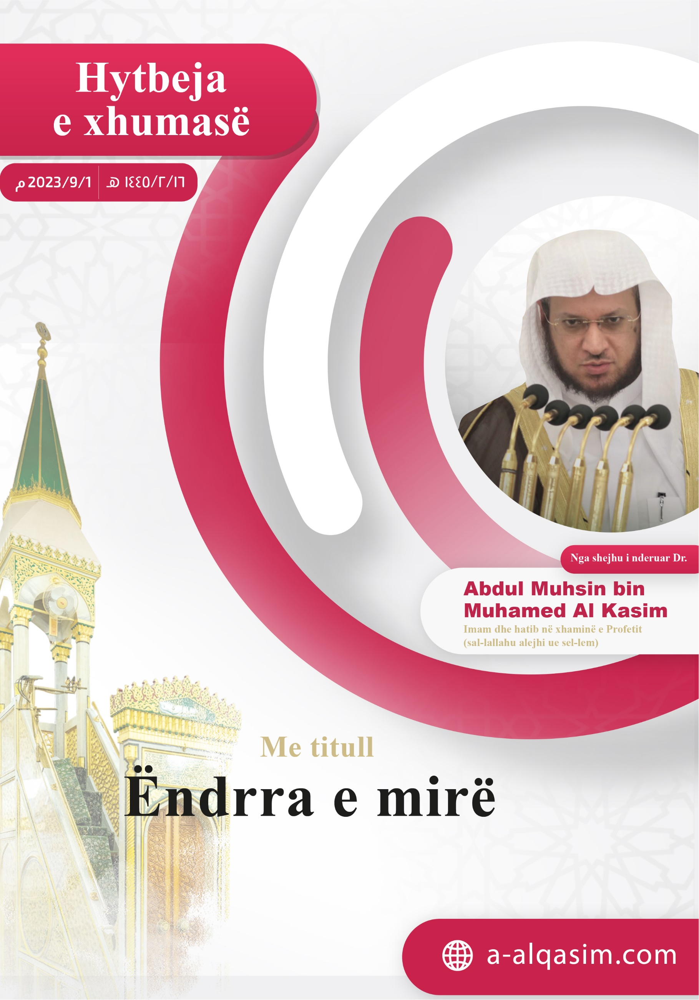 Hytbeja
e xhumasë
١٤٤٥/٢/١٦ هـ
2023/9/1 م
Nga shejhu i nderuar Dr.
Abdul Muhsin bin
Muhamed Al Kasim
Imam dhe hatib në xhaminë e Profetit
(sal-lallahu alejhi ue sel-lem)
Me titull
Ëndrra e mirë
a-alqasim.com